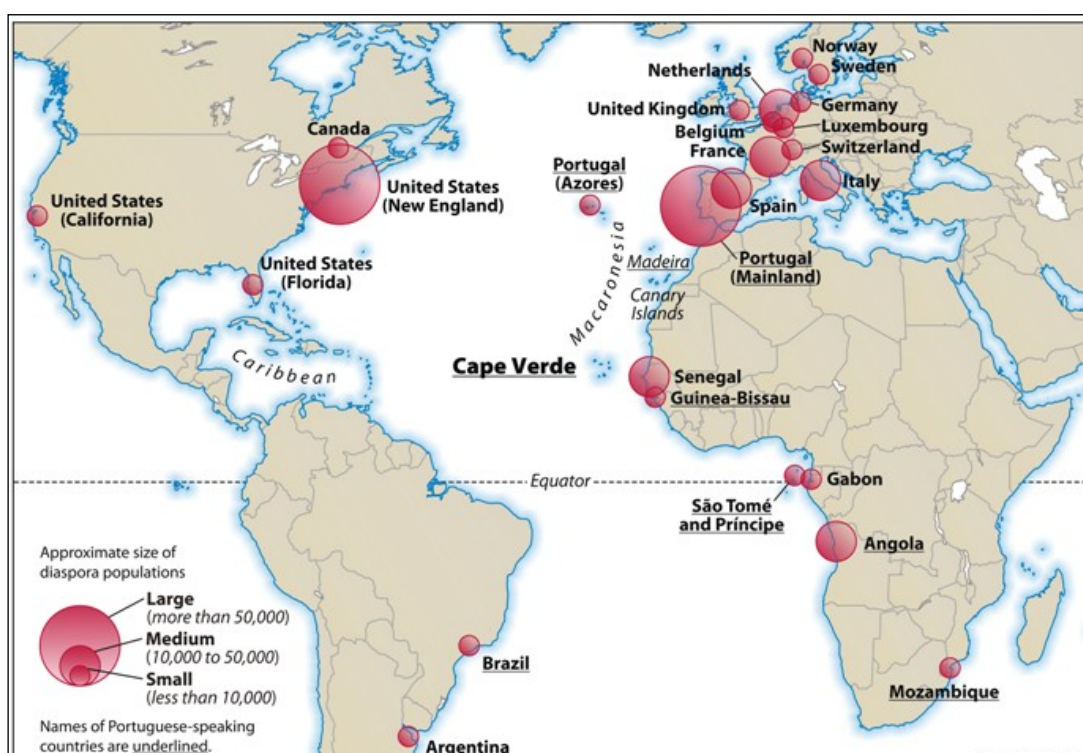 Norway
Sweden
Netherlands
United Kingdom
Germany
Belgium
Luxembourg
France
Switzerland
Canada
Portugal
(Azores)
Italy
United States
(New England)
United States
(California)
Spain
Portugal
(Mainland)
United States
(Florida)
Madeira
Macaronesia
Canary
Islands
Caribbean
Cape Verde
Senegal
Guinea-Bissau
Equator
Gabon
São Tomé
and Príncipe
Angola
Approximate size of
diaspora populations
Large
(more than 50,000)
Medium
(10,000 to 50,000)
Small
(less than 10,000)
Names of Portuguese-speaking
countries are underlined.
Brazil
Mozambique
Argentina